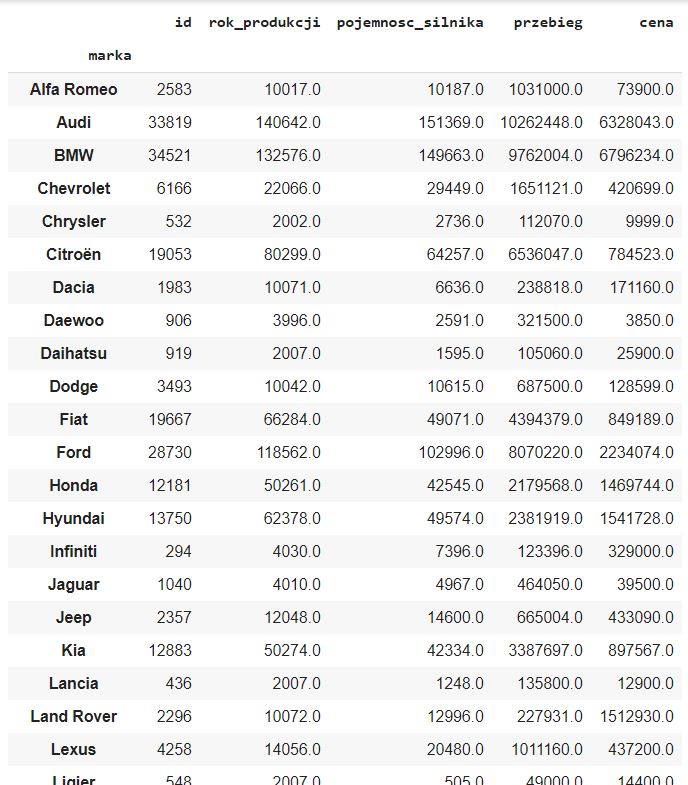 id rok_produkcji pojemnosc_silnika przebieg cena
marka
Alfa Romeo 2583 10017.0 10187.0 1031000.0 73900.0
Audi 33819 140642.0 151369.0 10262448.0 6328043.0
BMW 34521 132576.0 149663.0 9762004.0 6796234.0
Chevrolet 6166 22066.0 29449.0 1651121.0 420699.0
Chrysler 532 2002.0 2736.0 112070.0 9999.0
Citroën 19053 80299.0 64257.0 6536047.0 784523.0
Dacia 1983 10071.0 6636.0 238818.0 171160.0
Daewoo 906 3996.0 2591.0 321500.0 3850.0
Daihatsu 919 2007.0 1595.0 105060.0 25900.0
Dodge 3493 10042.0 10615.0 687500.0 128599.0
Fiat 19667 66284.0 49071.0 4394379.0 849189.0
Ford 28730 118562.0 102996.0 8070220.0 2234074.0
Honda 12181 50261.0 42545.0 2179568.0 1469744.0
Hyundai 13750 62378.0 49574.0 2381919.0 1541728.0
Infiniti 294 4030.0 7396.0 123396.0 329000.0
Jaguar 1040 4010.0 4967.0 464050.0 39500.0
Jeep 2357 12048.0 14600.0 665004.0 433090.0
Kia 12883 50274.0 42334.0 3387697.0 897567.0
Lancia 436 2007.0 1248.0 135800.0 12900.0
Land Rover 2296 10072.0 12996.0 227931.0 1512930.0
Lexus 4258 14056.0 20480.0 1011160.0 437200.0
Ligier 548 2007.0 505.0 49000.0 14400.0